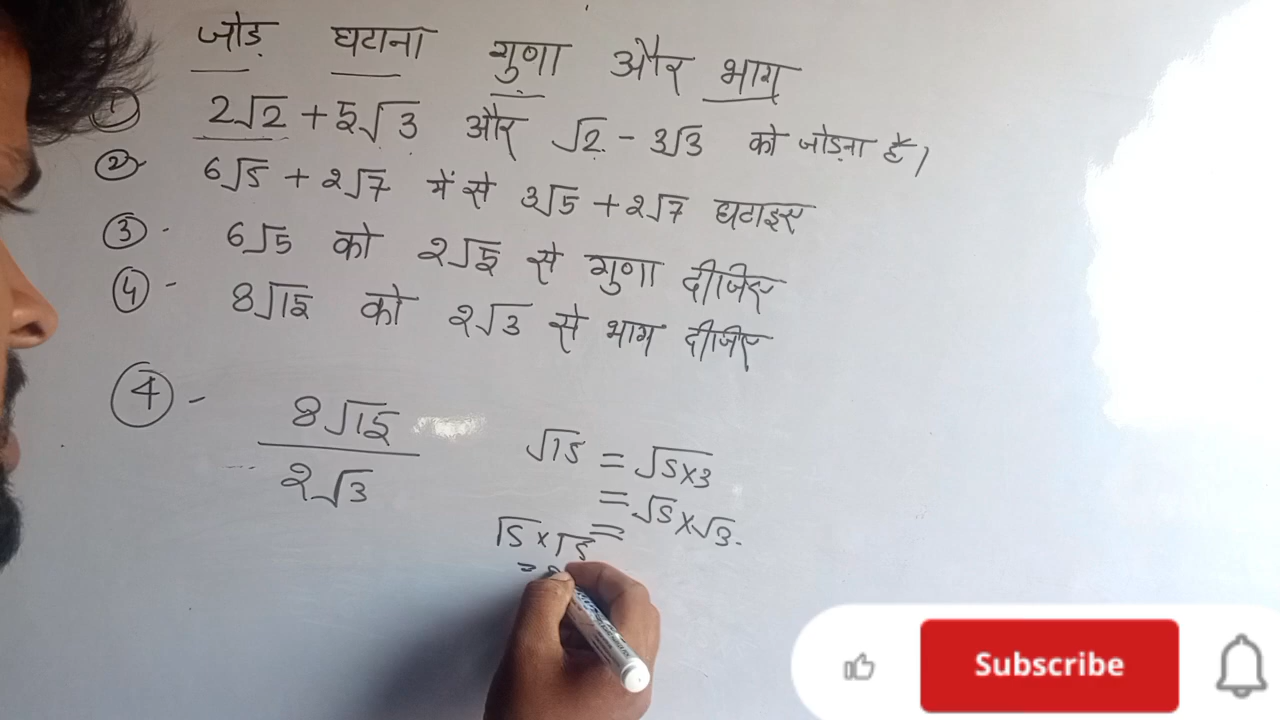 जोड़ घटाना गुणा और भाग
① 2√2 + 5√3 और √2 - 3√3 को जोड़ना है।
② 6√5 + 2√7 में से 3√5 + 2√7 घटाइए
③ - 6√5 को 2√5 से गुणा दीजिए
④ - 8√15 को 2√3 से भाग दीजिए
④ - 8√15 / 2√3
√15 = √5×3
= √5 × √3
=
√5 × √5
=
Subscribe